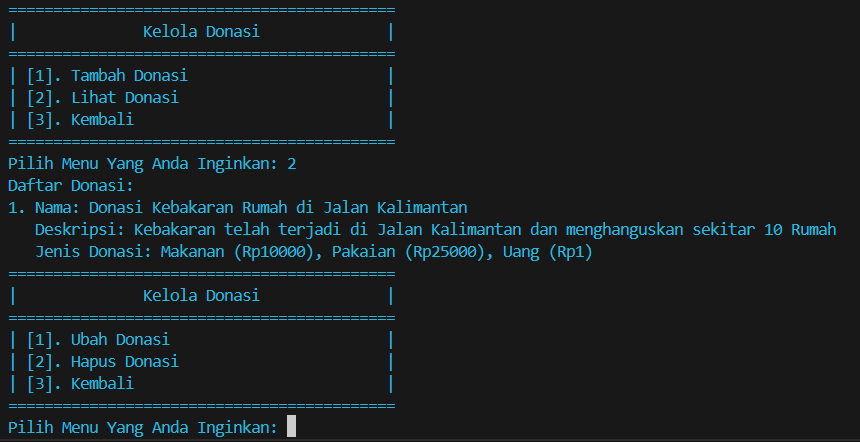 ===========================================
|              Kelola Donasi              |
===========================================
| [1]. Tambah Donasi                      |
| [2]. Lihat Donasi                       |
| [3]. Kembali                            |
===========================================
Pilih Menu Yang Anda Inginkan: 2
Daftar Donasi:
1. Nama: Donasi Kebakaran Rumah di Jalan Kalimantan
   Deskripsi: Kebakaran telah terjadi di Jalan Kalimantan dan menghanguskan sekitar 10 Rumah
   Jenis Donasi: Makanan (Rp10000), Pakaian (Rp25000), Uang (Rp1)
===========================================
|              Kelola Donasi              |
===========================================
| [1]. Ubah Donasi                        |
| [2]. Hapus Donasi                       |
| [3]. Kembali                            |
===========================================
Pilih Menu Yang Anda Inginkan: